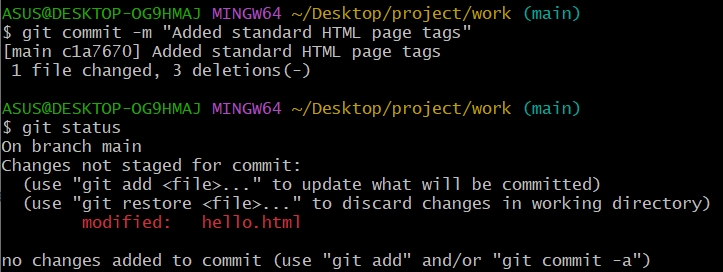 ASUS@DESKTOP-OG9HMAJ MINGW64 ~/Desktop/project/work (main)
$ git commit -m "Added standard HTML page tags"
[main c1a7670] Added standard HTML page tags
 1 file changed, 3 deletions(-)

ASUS@DESKTOP-OG9HMAJ MINGW64 ~/Desktop/project/work (main)
$ git status
On branch main
Changes not staged for commit:
  (use "git add <file>..." to update what will be committed)
  (use "git restore <file>..." to discard changes in working directory)
        modified:   hello.html

no changes added to commit (use "git add" and/or "git commit -a")